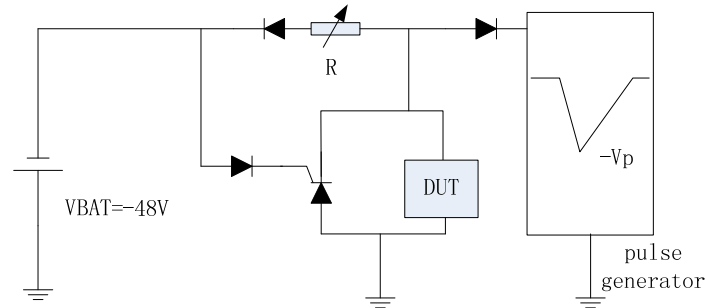 R
-Vp
DUT
VBAT=-48V
pulse
generator